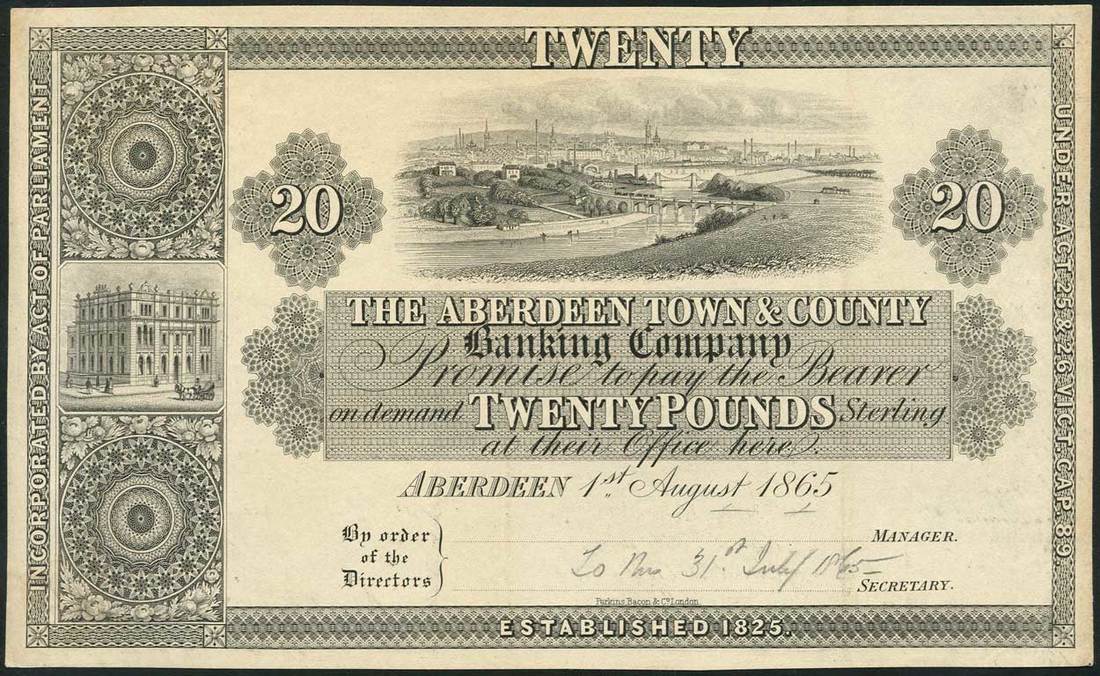 TWENTY
INCORPORATED BY ACT OF PARLIAMENT
20
20
UNDER ACT 25 & 26 VICT. CAP. 89.
THE ABERDEEN TOWN & COUNTY
Banking Company
Promise to pay the Bearer
on demand TWENTY POUNDS Sterling
at their Office here.
ABERDEEN 1st August 1865
By order
of the
Directors
MANAGER.
31st July 1865
SECRETARY.
Perkins, Bacon & Co. London.
ESTABLISHED 1825.